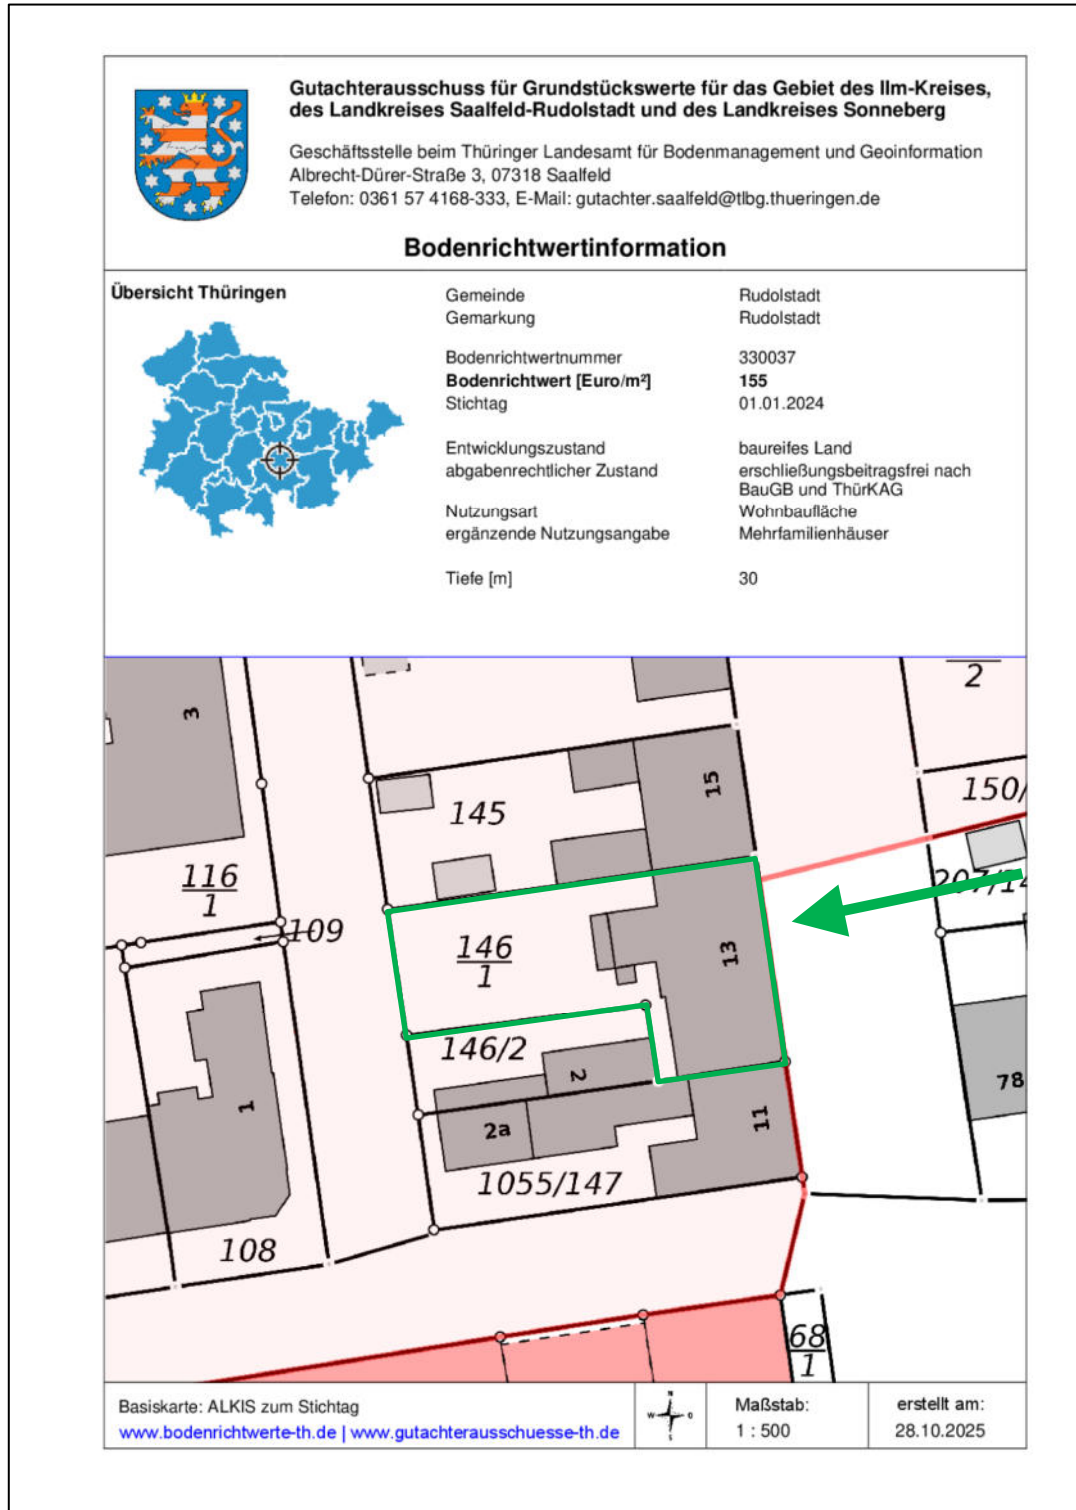 Gutachterausschuss für Grundstückswerte für das Gebiet des Ilm-Kreises,
des Landkreises Saalfeld-Rudolstadt und des Landkreises Sonneberg
Geschäftsstelle beim Thüringer Landesamt für Bodenmanagement und Geoinformation
Albrecht-Dürer-Straße 3, 07318 Saalfeld
Telefon: 0361 57 4168-333, E-Mail: gutachter.saalfeld@tlbg.thueringen.de
Bodenrichtwertinformation
Übersicht Thüringen
Gemeinde Rudolstadt
Gemarkung Rudolstadt
Bodenrichtwertnummer 330037
Bodenrichtwert [Euro/m²] 155
Stichtag 01.01.2024
Entwicklungszustand baureifes Land
abgabenrechtlicher Zustand erschließungsbeitragsfrei nach
BauGB und ThürKAG
Nutzungsart Wohnbaufläche
ergänzende Nutzungsangabe Mehrfamilienhäuser
Tiefe [m] 30
2
3
15
145
150/
116
1
207/14
109
146
1
13
146/2
2
78
1
2a
11
1055/147
108
68
1
Basiskarte: ALKIS zum Stichtag
www.bodenrichtwerte-th.de | www.gutachterausschuesse-th.de
N
W O
S
Maßstab:
1 : 500
erstellt am:
28.10.2025